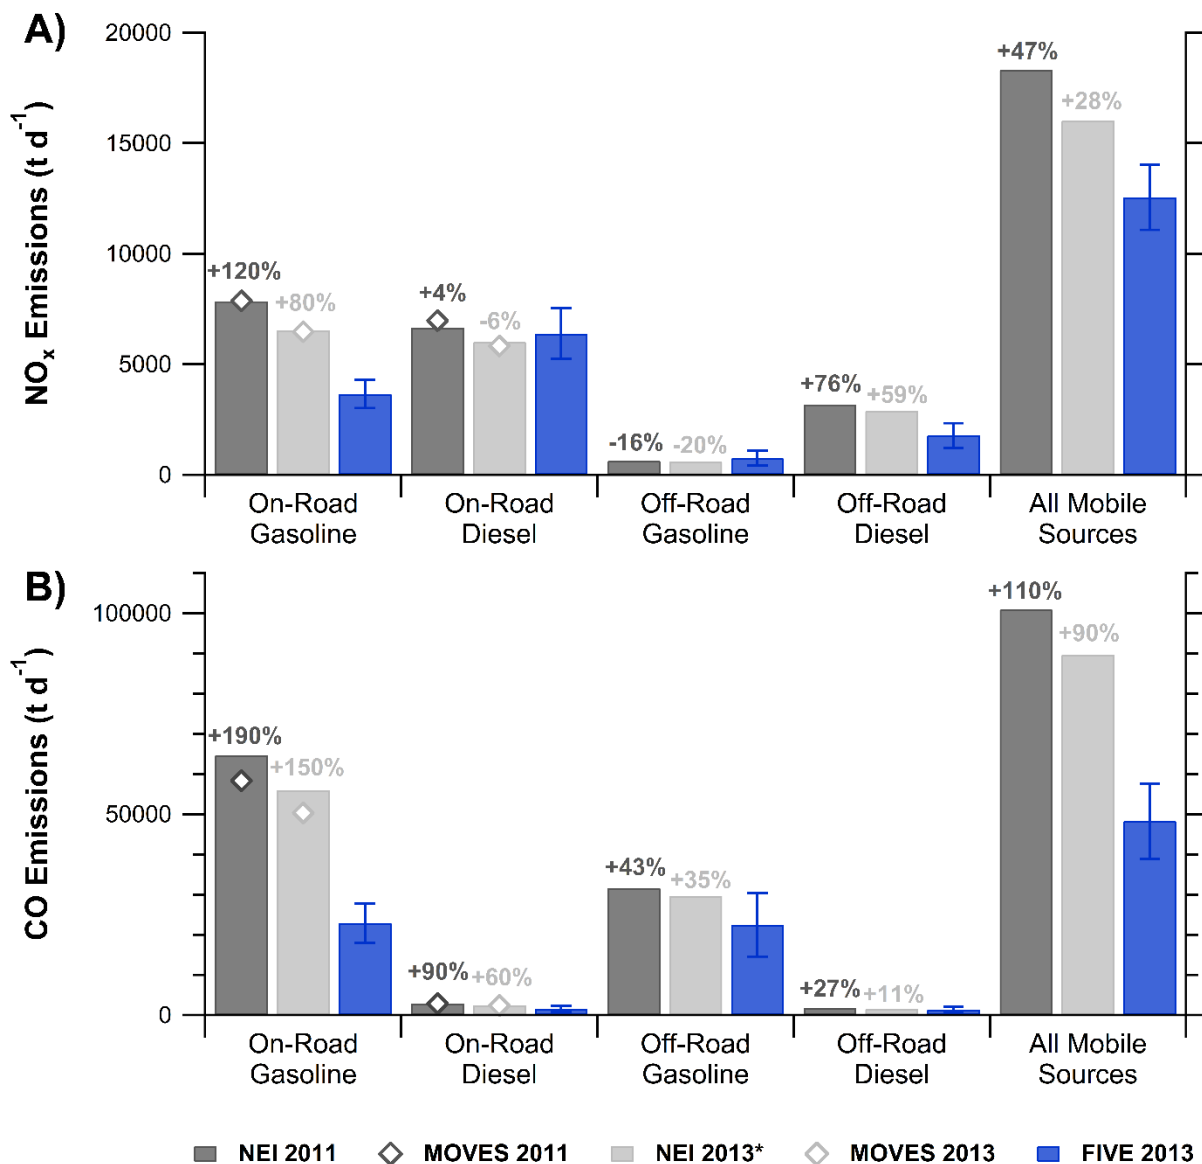 A)
NOx Emissions (t d-1)
20000
15000
10000
5000
0
+120%
+80%
+4%
-6%
-16%
-20%
+76%
+59%
+47%
+28%
On-Road
Gasoline
On-Road
Diesel
Off-Road
Gasoline
Off-Road
Diesel
All Mobile
Sources
B)
CO Emissions (t d-1)
100000
50000
0
+190%
+150%
+90%
+60%
+43%
+35%
+27%
+11%
+110%
+90%
On-Road
Gasoline
On-Road
Diesel
Off-Road
Gasoline
Off-Road
Diesel
All Mobile
Sources
NEI 2011 MOVES 2011 NEI 2013* MOVES 2013 FIVE 2013